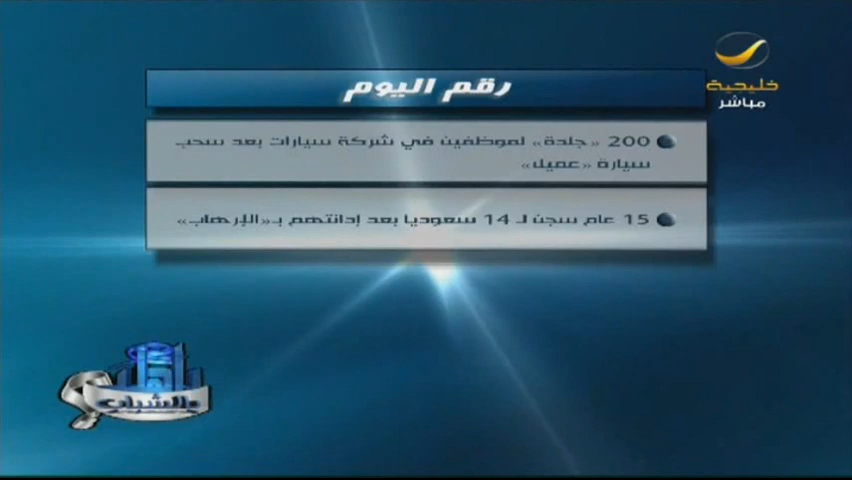 خليجية
مباشر
رقم اليوم
200 «جلدة» لموظفين في شركة سيارات بعد سحب
سيارة «عميل»
15 عام سجن لـ 14 سعوديا بعد إدانتهم بـ«الإرهاب»